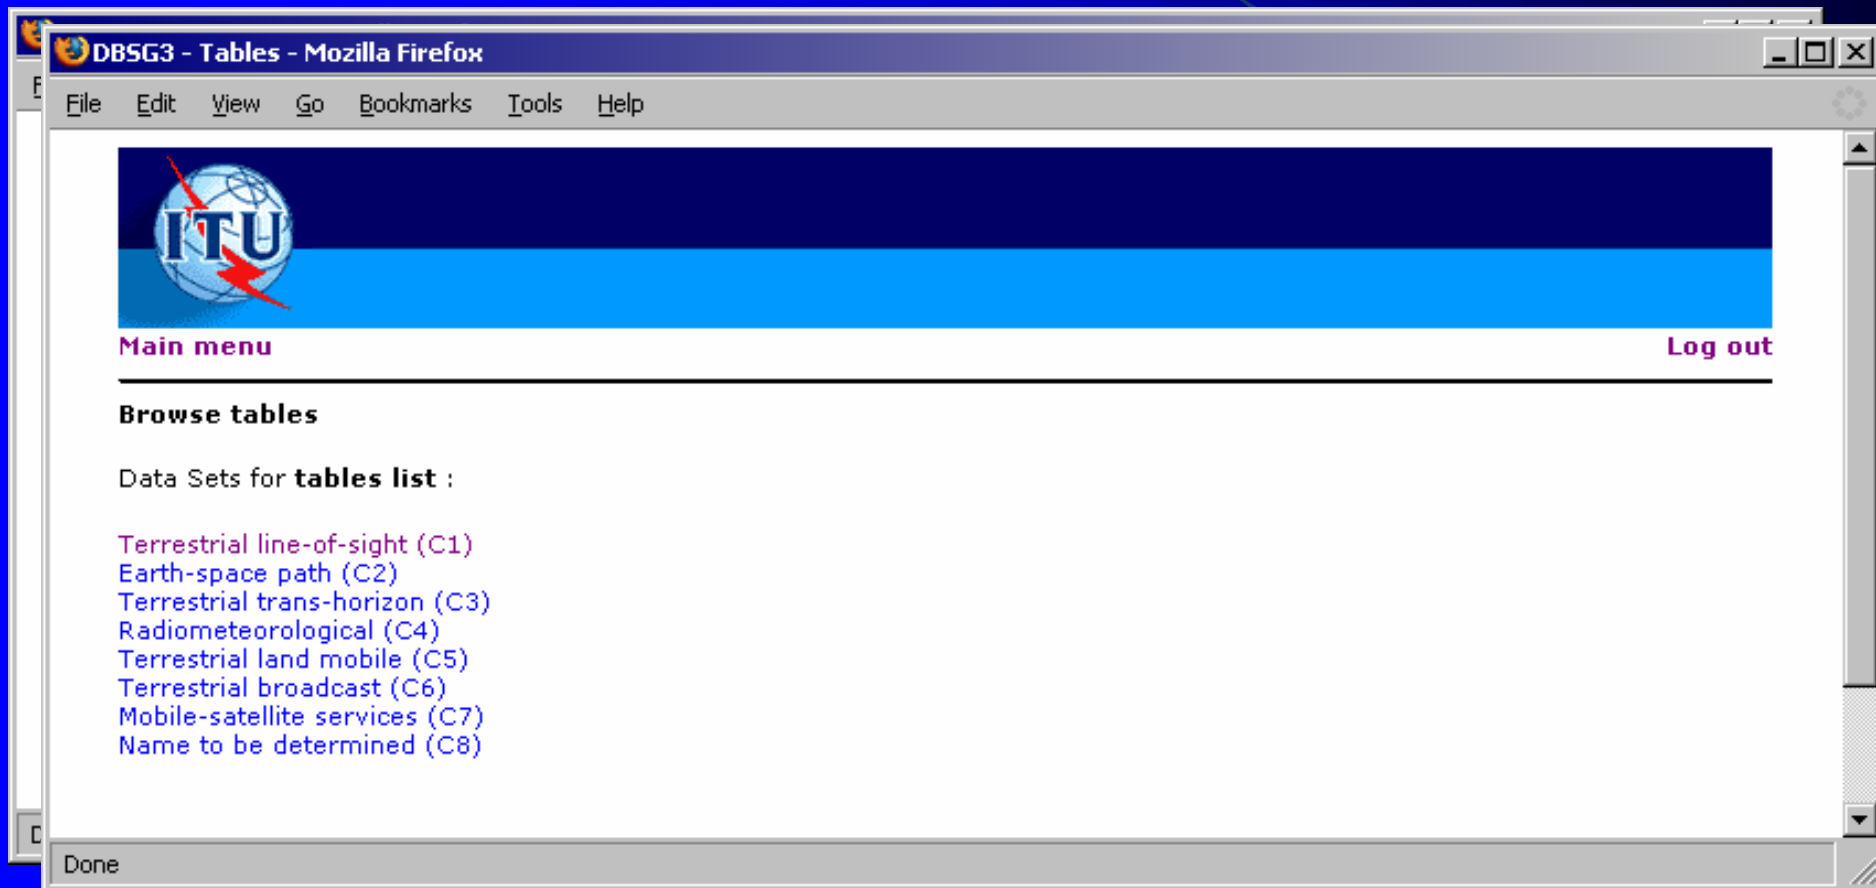 DBSG3 - Tables - Mozilla Firefox
File Edit View Go Bookmarks Tools Help
ITU
Main menu Log out
Browse tables
Data Sets for tables list :
Terrestrial line-of-sight (C1)
Earth-space path (C2)
Terrestrial trans-horizon (C3)
Radiometeorological (C4)
Terrestrial land mobile (C5)
Terrestrial broadcast (C6)
Mobile-satellite services (C7)
Name to be determined (C8)
Done